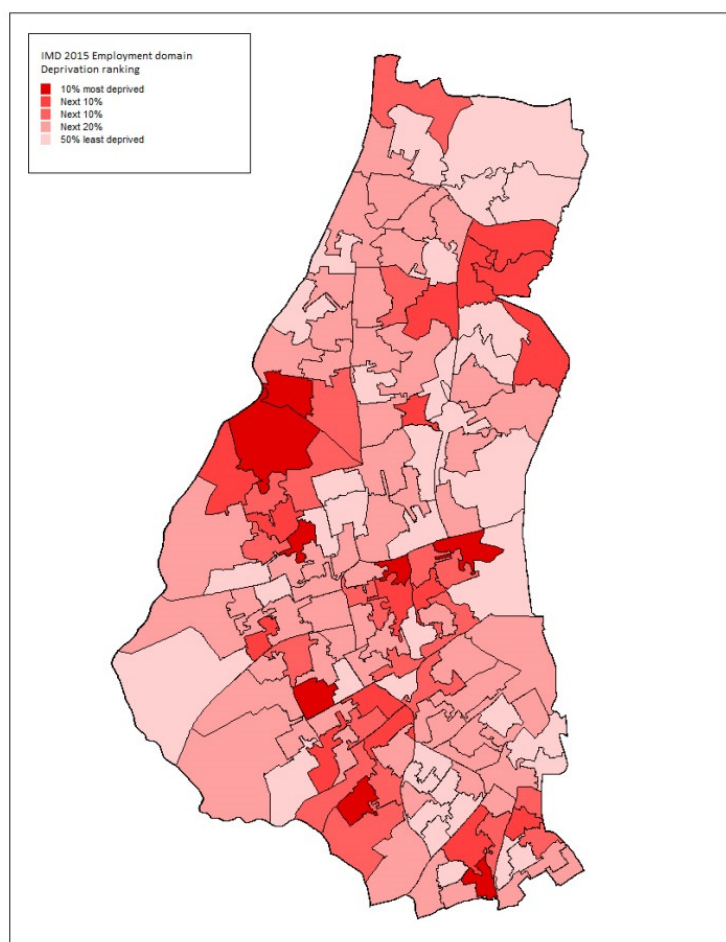 IMD 2015 Employment domain
Deprivation ranking
10% most deprived
Next 10%
Next 10%
Next 20%
50% least deprived